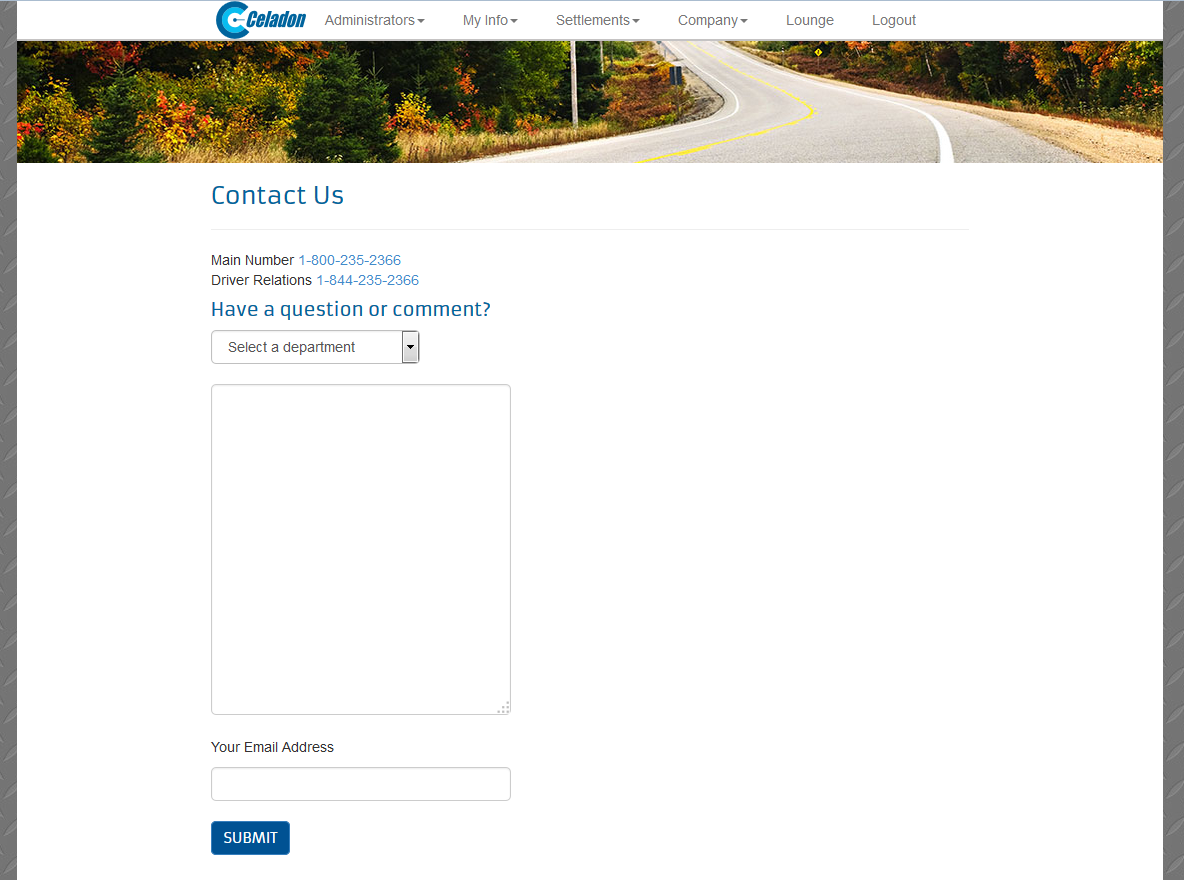 Celadon Administrators My Info Settlements Company Lounge Logout
Contact Us
Main Number 1-800-235-2366
Driver Relations 1-844-235-2366
Have a question or comment?
Select a department
Your Email Address
SUBMIT